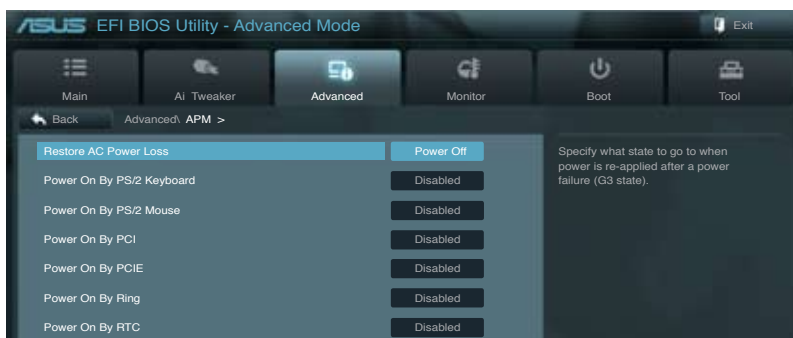 ASUS EFI BIOS Utility - Advanced Mode Exit
Main Ai Tweaker Advanced Monitor Boot Tool
Back Advanced\ APM >
Restore AC Power Loss Power Off
Power On By PS/2 Keyboard Disabled
Power On By PS/2 Mouse Disabled
Power On By PCI Disabled
Power On By PCIE Disabled
Power On By Ring Disabled
Power On By RTC Disabled
Specify what state to go to when
power is re-applied after a power
failure (G3 state).